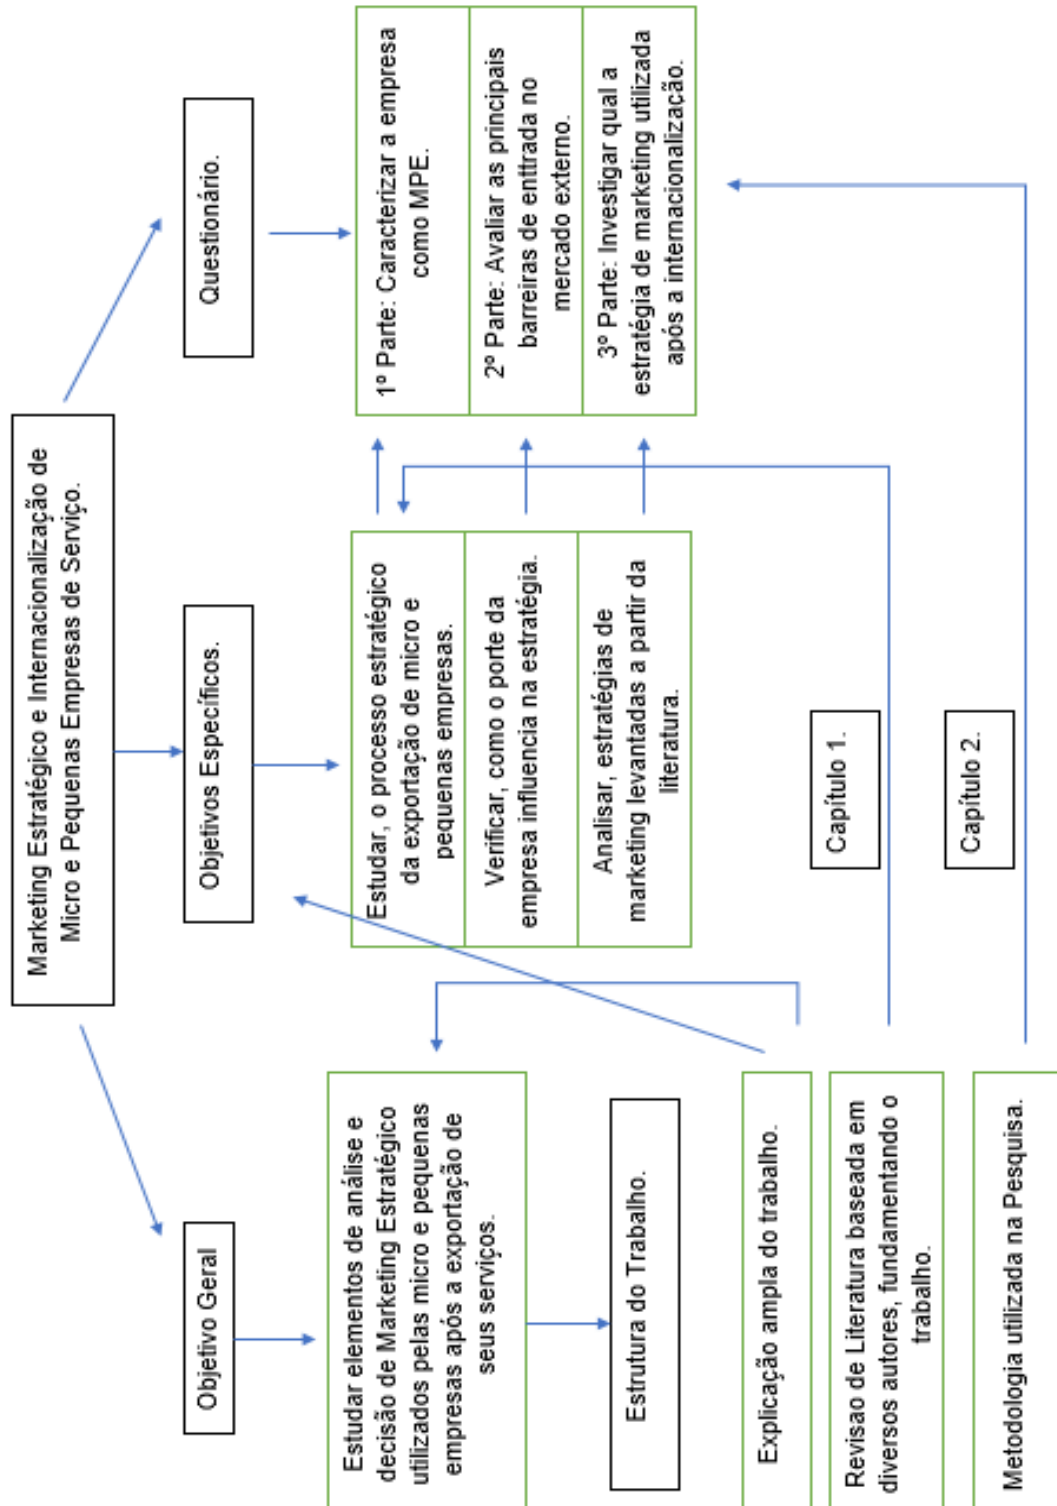 Marketing Estratégico e Internacionalização de
Micro e Pequenas Empresas de Serviço.
Objetivo Geral
Objetivos Específicos.
Questionário.
Estudar elementos de análise e
decisão de Marketing Estratégico
utilizados pelas micro e pequenas
empresas após a exportação de
seus serviços.
Estudar, o processo estratégico
da exportação de micro e
pequenas empresas.
Verificar, como o porte da
empresa influencia na estratégia.
Analisar, estratégias de
marketing levantadas a partir da
literatura.
1º Parte: Caracterizar a empresa
como MPE.
2º Parte: Avaliar as principais
barreiras de enttrada no
mercado externo.
3º Parte: Investigar qual a
estratégia de marketing utilizada
após a internacionalização.
Estrutura do Trabalho.
Explicação ampla do trabalho.
Revisao de Literatura baseada em
diversos autores, fundamentando o
trabalho.
Capítulo 1.
Metodologia utilizada na Pesquisa.
Capítulo 2.